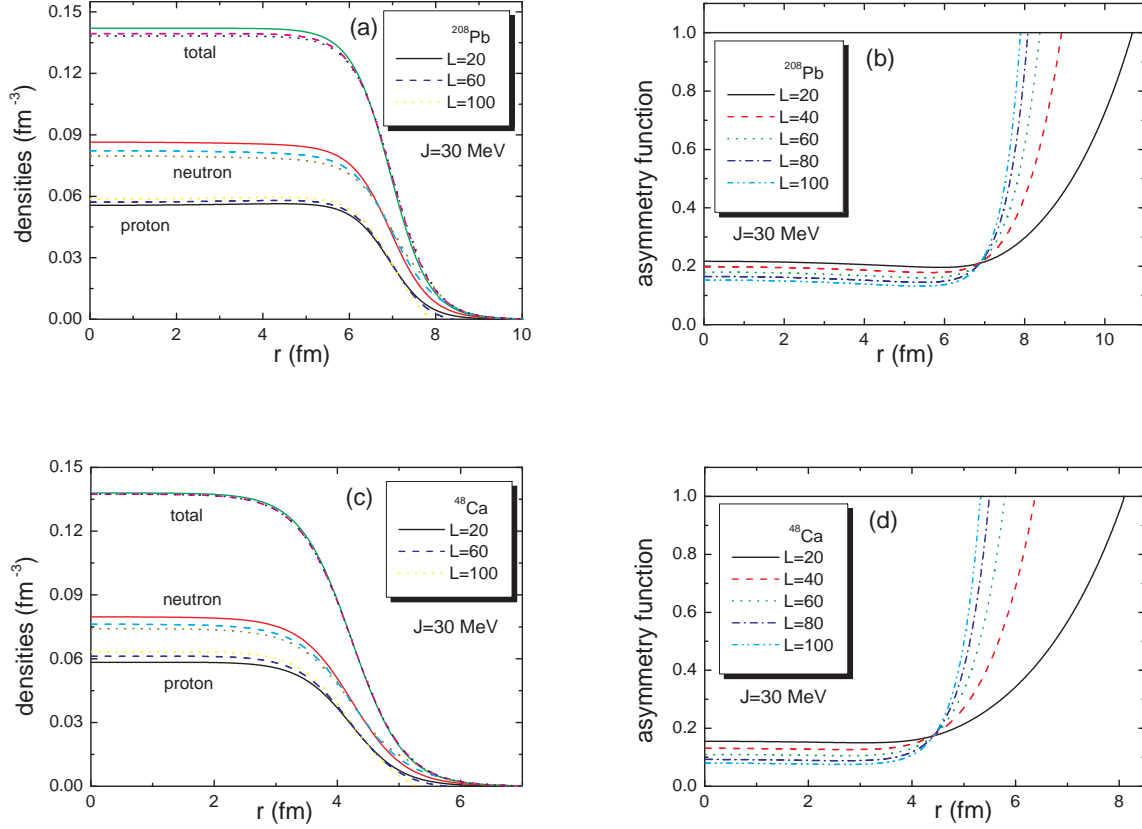 (a)
²⁰⁸Pb
L=20
L=60
L=100
J=30 MeV
total
neutron
proton
0.15
0.12
0.09
0.06
0.03
0.00
densities (fm⁻³)
0 2 4 6 8 10
r (fm)
(b)
²⁰⁸Pb
L=20
L=40
L=60
L=80
L=100
J=30 MeV
1.0
0.8
0.6
0.4
0.2
0.0
asymmetry function
0 2 4 6 8 10
r (fm)
(c)
⁴⁸Ca
L=20
L=60
L=100
J=30 MeV
total
neutron
proton
0.15
0.12
0.09
0.06
0.03
0.00
densities (fm⁻³)
0 2 4 6
r (fm)
(d)
⁴⁸Ca
L=20
L=40
L=60
L=80
L=100
J=30 MeV
1.0
0.8
0.6
0.4
0.2
0.0
asymmetry function
0 2 4 6 8
r (fm)